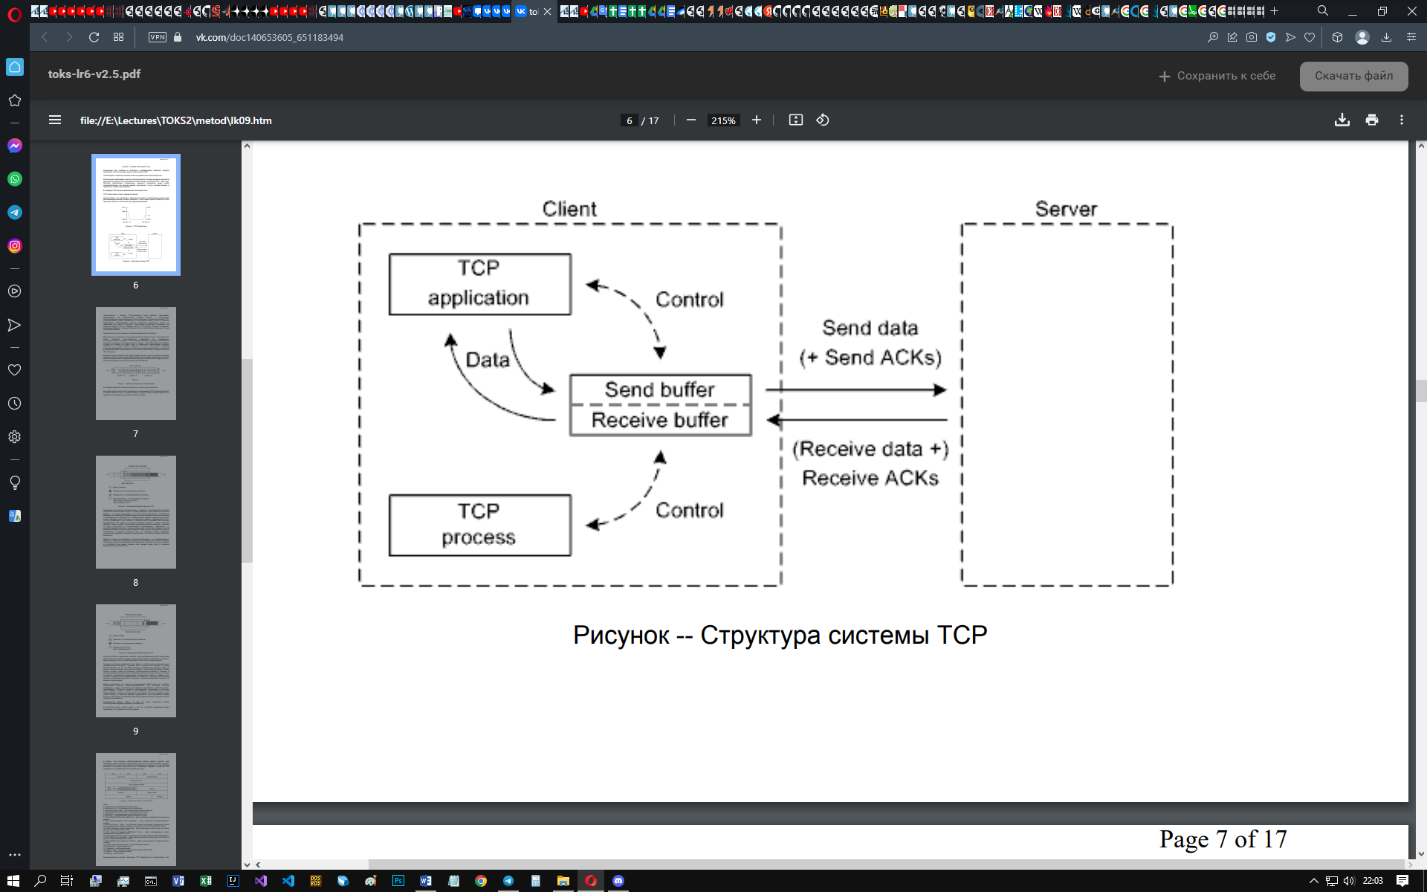 to
VPN
vk.com/doc140653605_651183494
toks-lr6-v2.5.pdf
Сохранить к себе
Скачать файл
file://E:\Lectures\TOKS2\metod\lk09.htm
6 / 17
215%
6
7
8
9
Client
Server
TCP
application
Control
Data
Send buffer
Receive buffer
Send data
(+ Send ACKs)
(Receive data +)
Receive ACKs
TCP
process
Control
Рисунок -- Структура системы TCP
Page 7 of 17
22:03